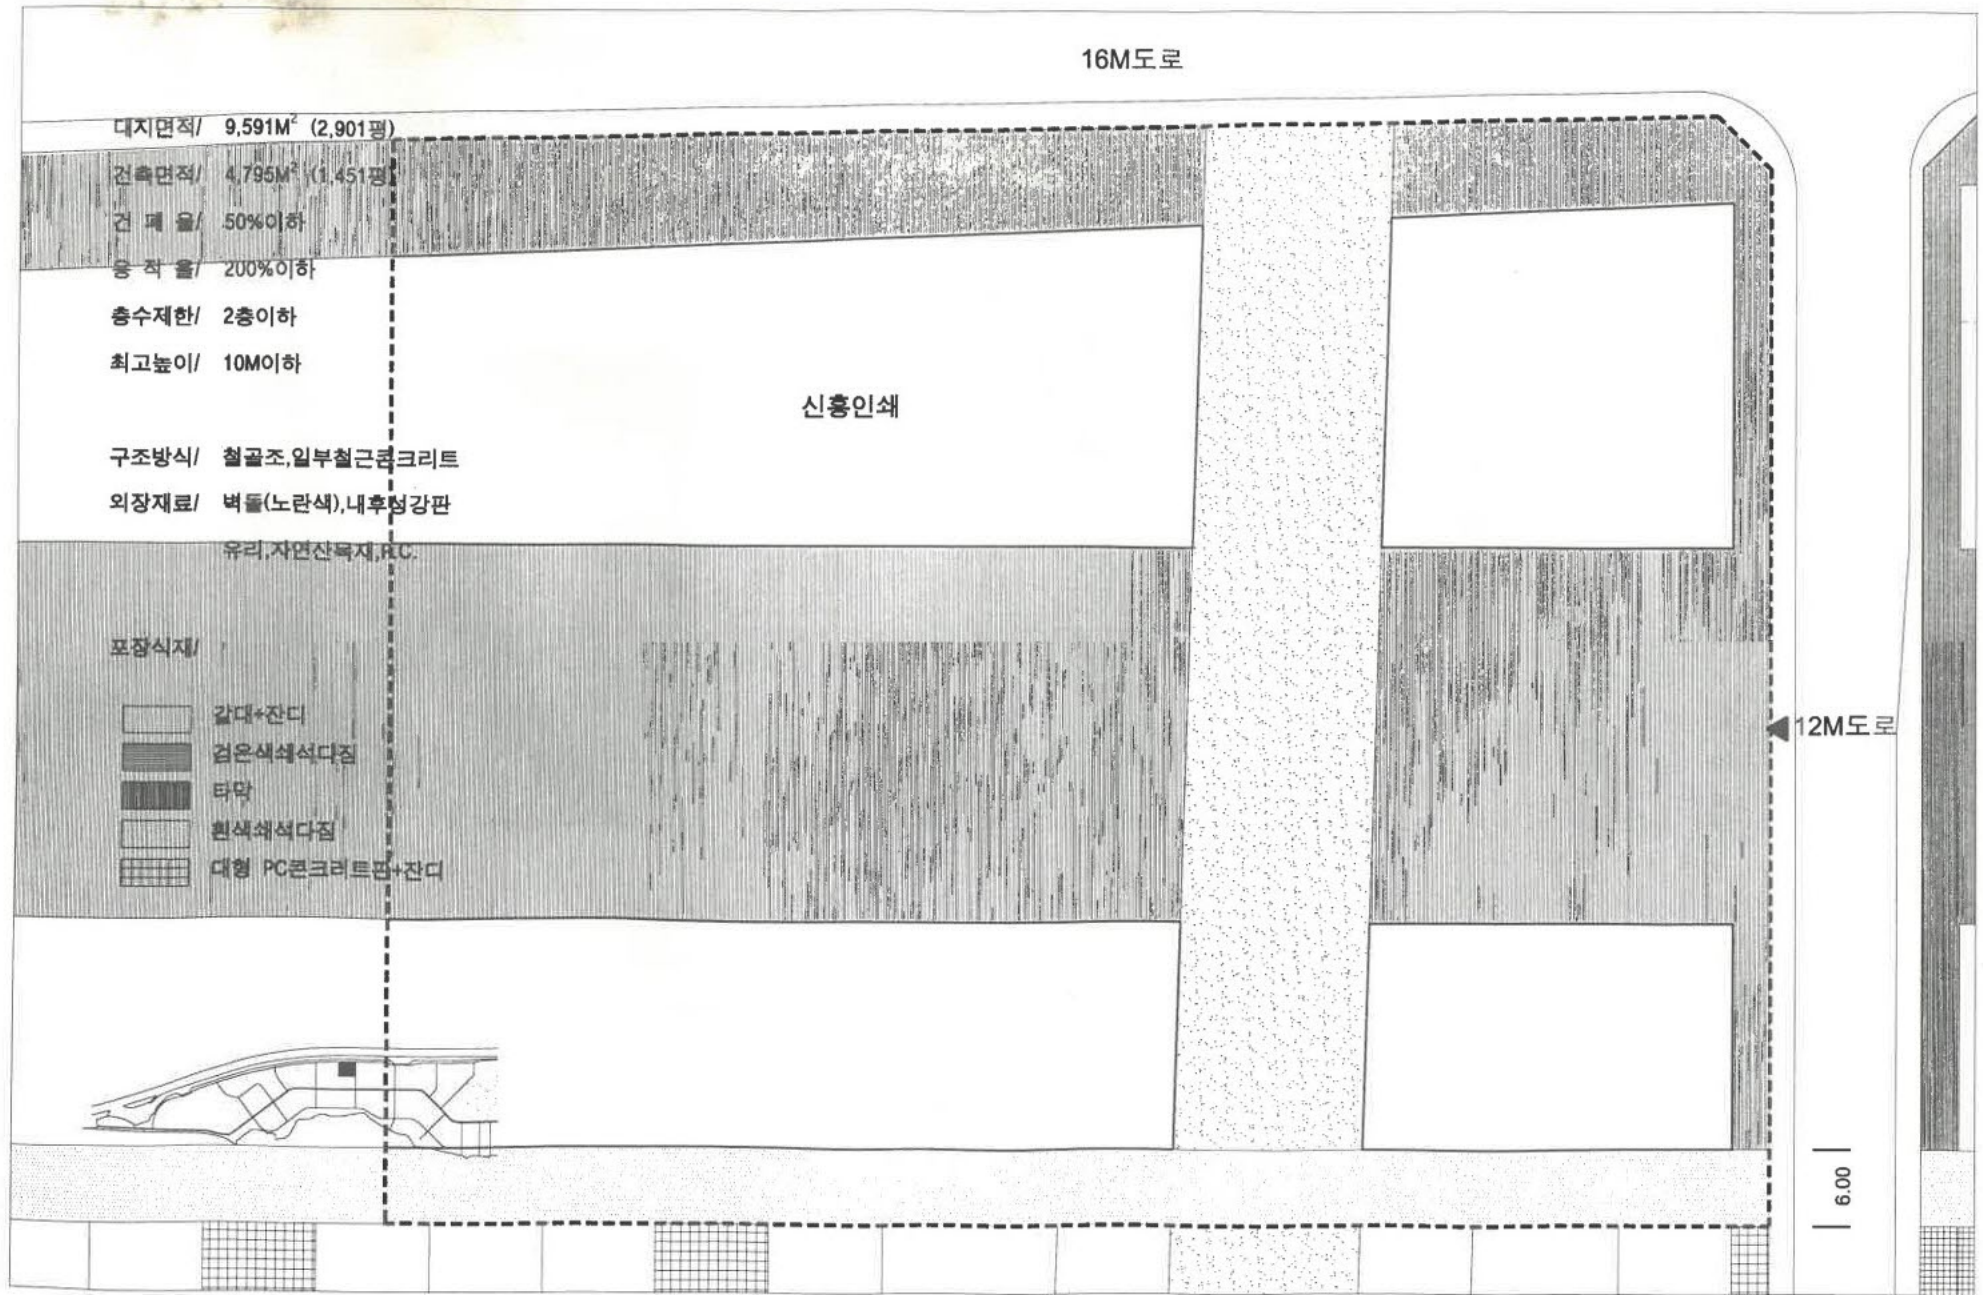 16M도로
대지면적/ 9,591M² (2,901평)
건축면적/ 4,795M² (1,451평)
건 폐 율/ 50%이하
용 적 율/ 200%이하
층수제한/ 2층이하
최고높이/ 10M이하
신흥인쇄
구조방식/ 철골조,일부철근콘크리트
외장재료/ 벽돌(노란색),내후성강판
유리,자연산목재,R.C.
포장식재/
갈대+잔디
검은색쇄석다짐
타막
흰색쇄석다짐
대형 PC콘크리트판+잔디
12M도로
6.00